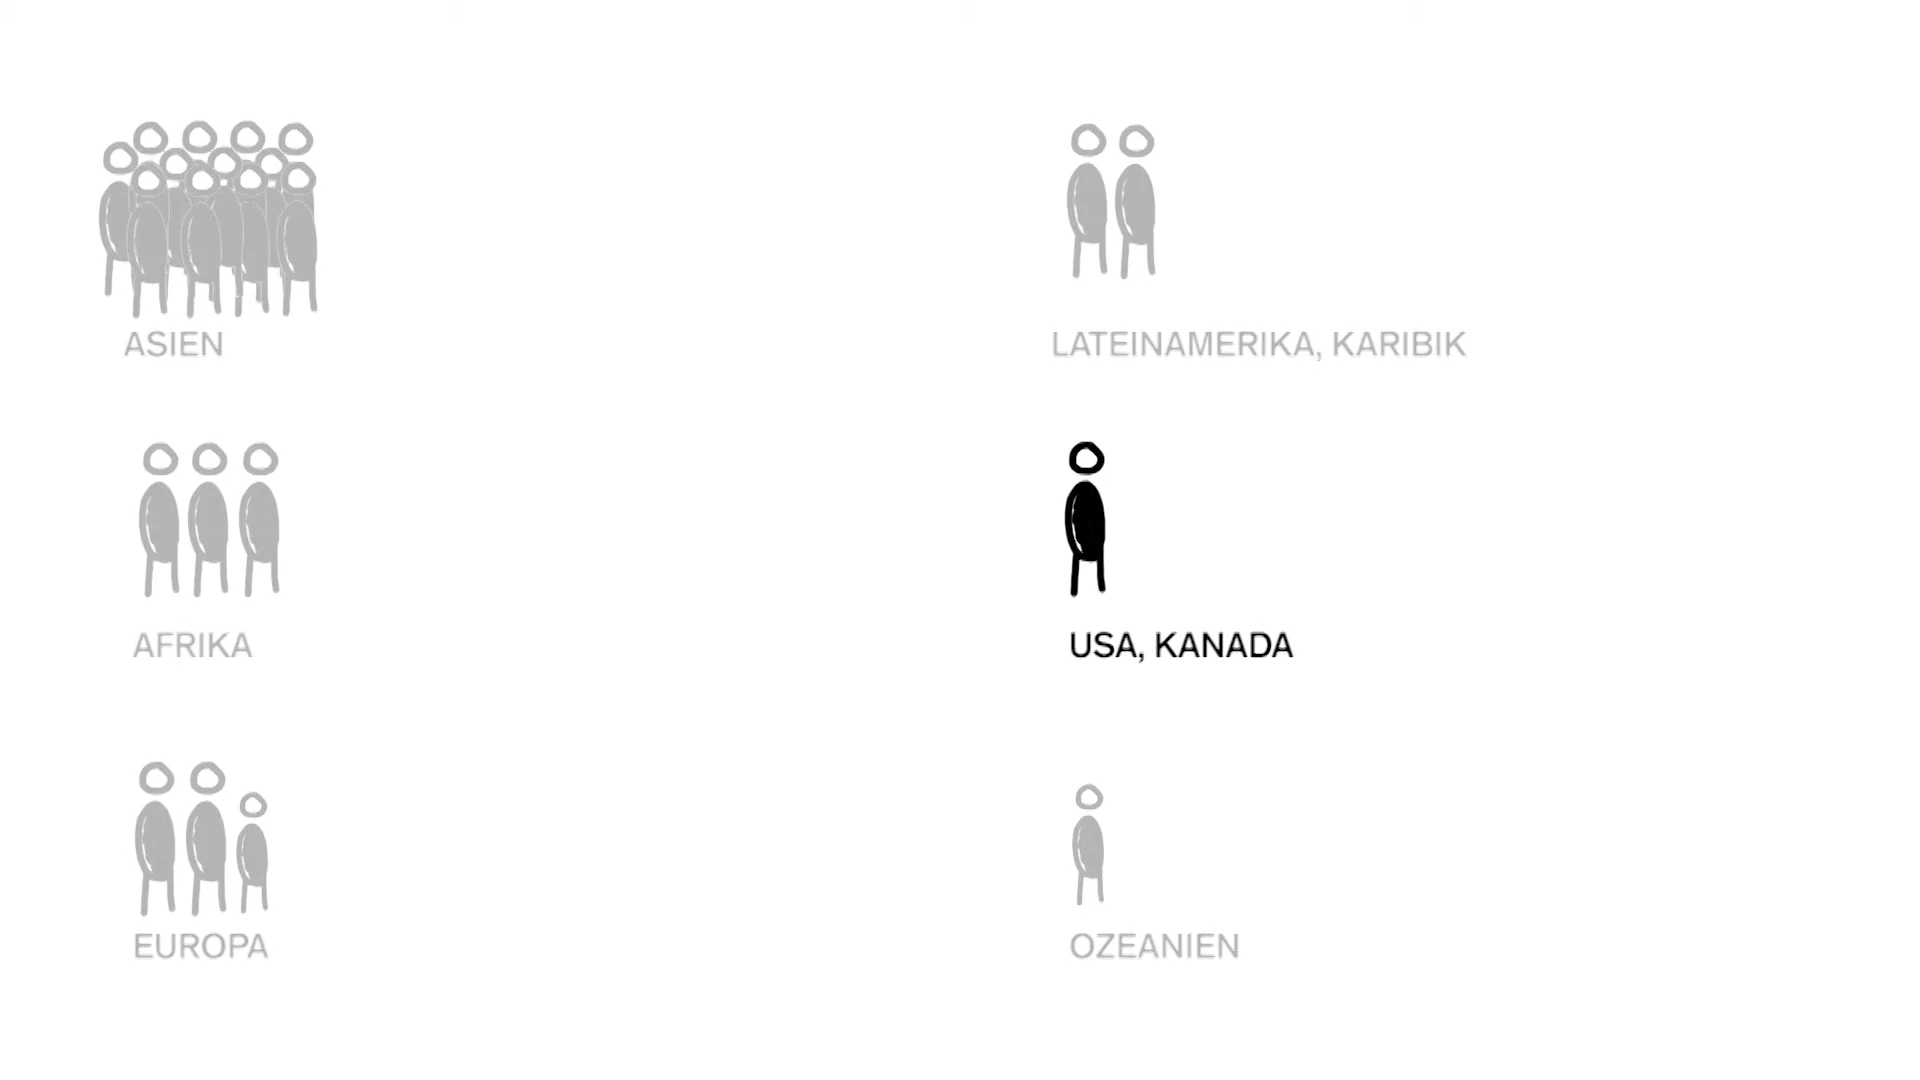 ASIEN
LATEINAMERIKA, KARIBIK
AFRIKA
USA, KANADA
EUROPA
OZEANIEN